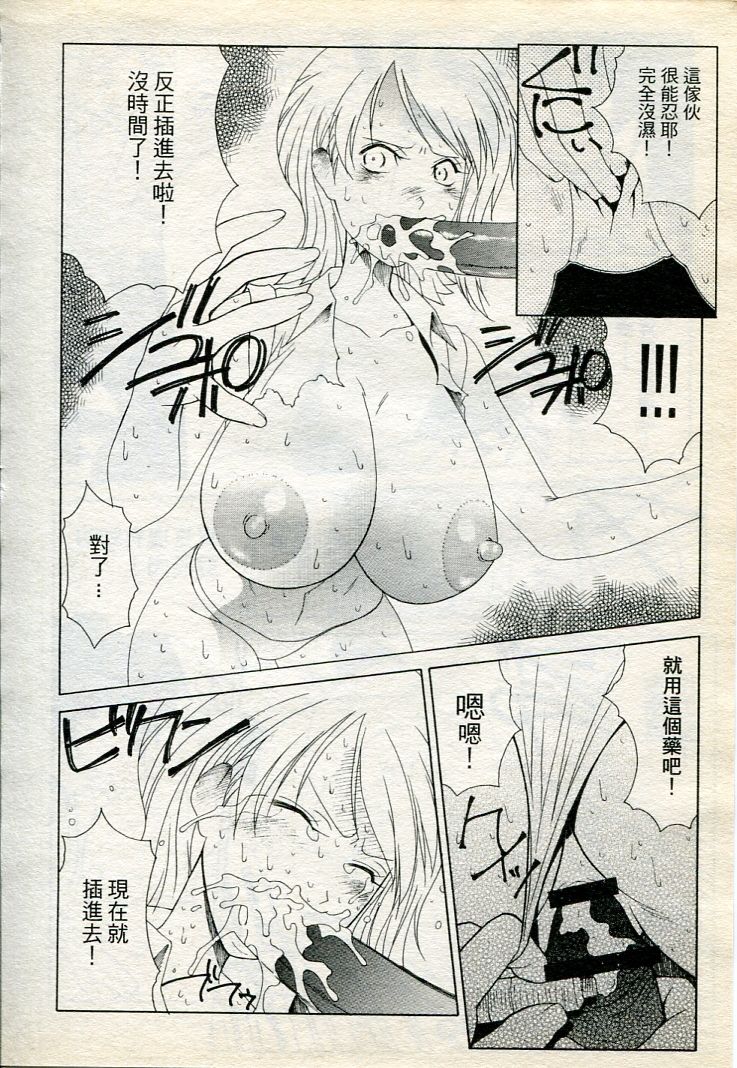 這傢伙
很能忍耶！
完全沒濕！
!!!
反正插進去啦！
沒時間了！
ジュポ
ジュポ
對了…
就用這個藥吧！
嗯嗯！
ビクン
現在就
插進去！